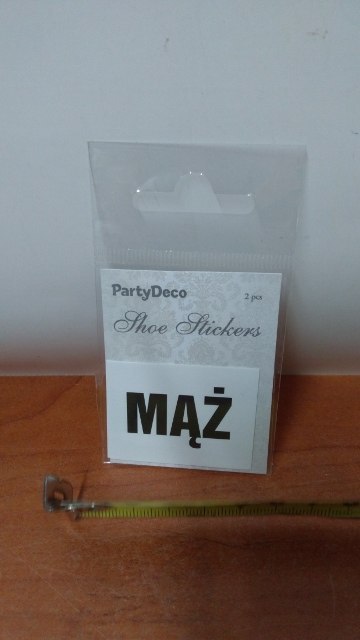 PartyDeco
2 pcs
Shoe Stickers
MĄŻ